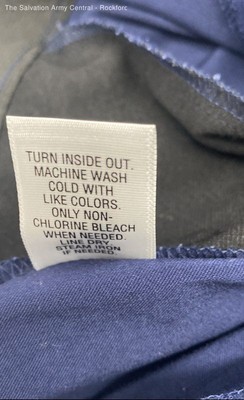 The Salvation Army Central - Rockford
TURN INSIDE OUT.
MACHINE WASH
COLD WITH
LIKE COLORS.
ONLY NON-
CHLORINE BLEACH
WHEN NEEDED.
LINE DRY
STEAM IRON
IF NEEDED.